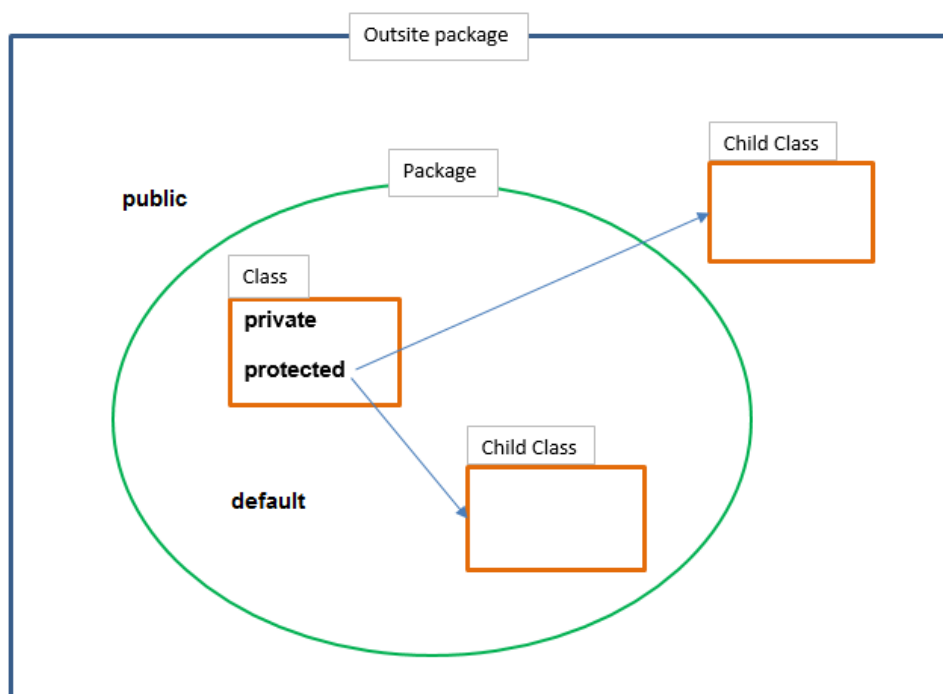 Outsite package
Child Class
Package
public
Class
private
protected
Child Class
default